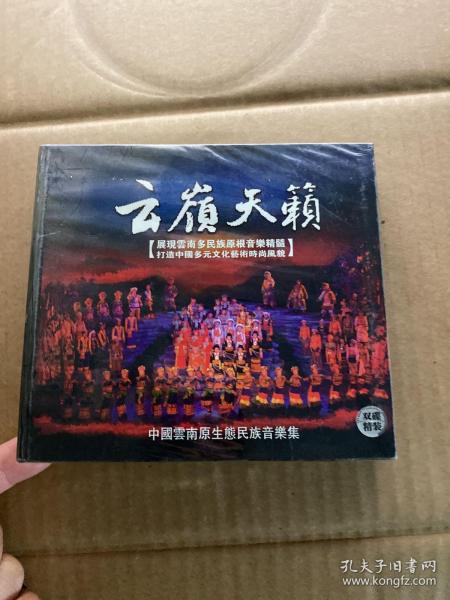 云嶺天籟
【展現雲南多民族原根音樂精髓
打造中國多元文化藝術時尚風貌】
中國雲南原生態民族音樂集
双碟
精装
孔夫子旧书网
www.kongfz.com